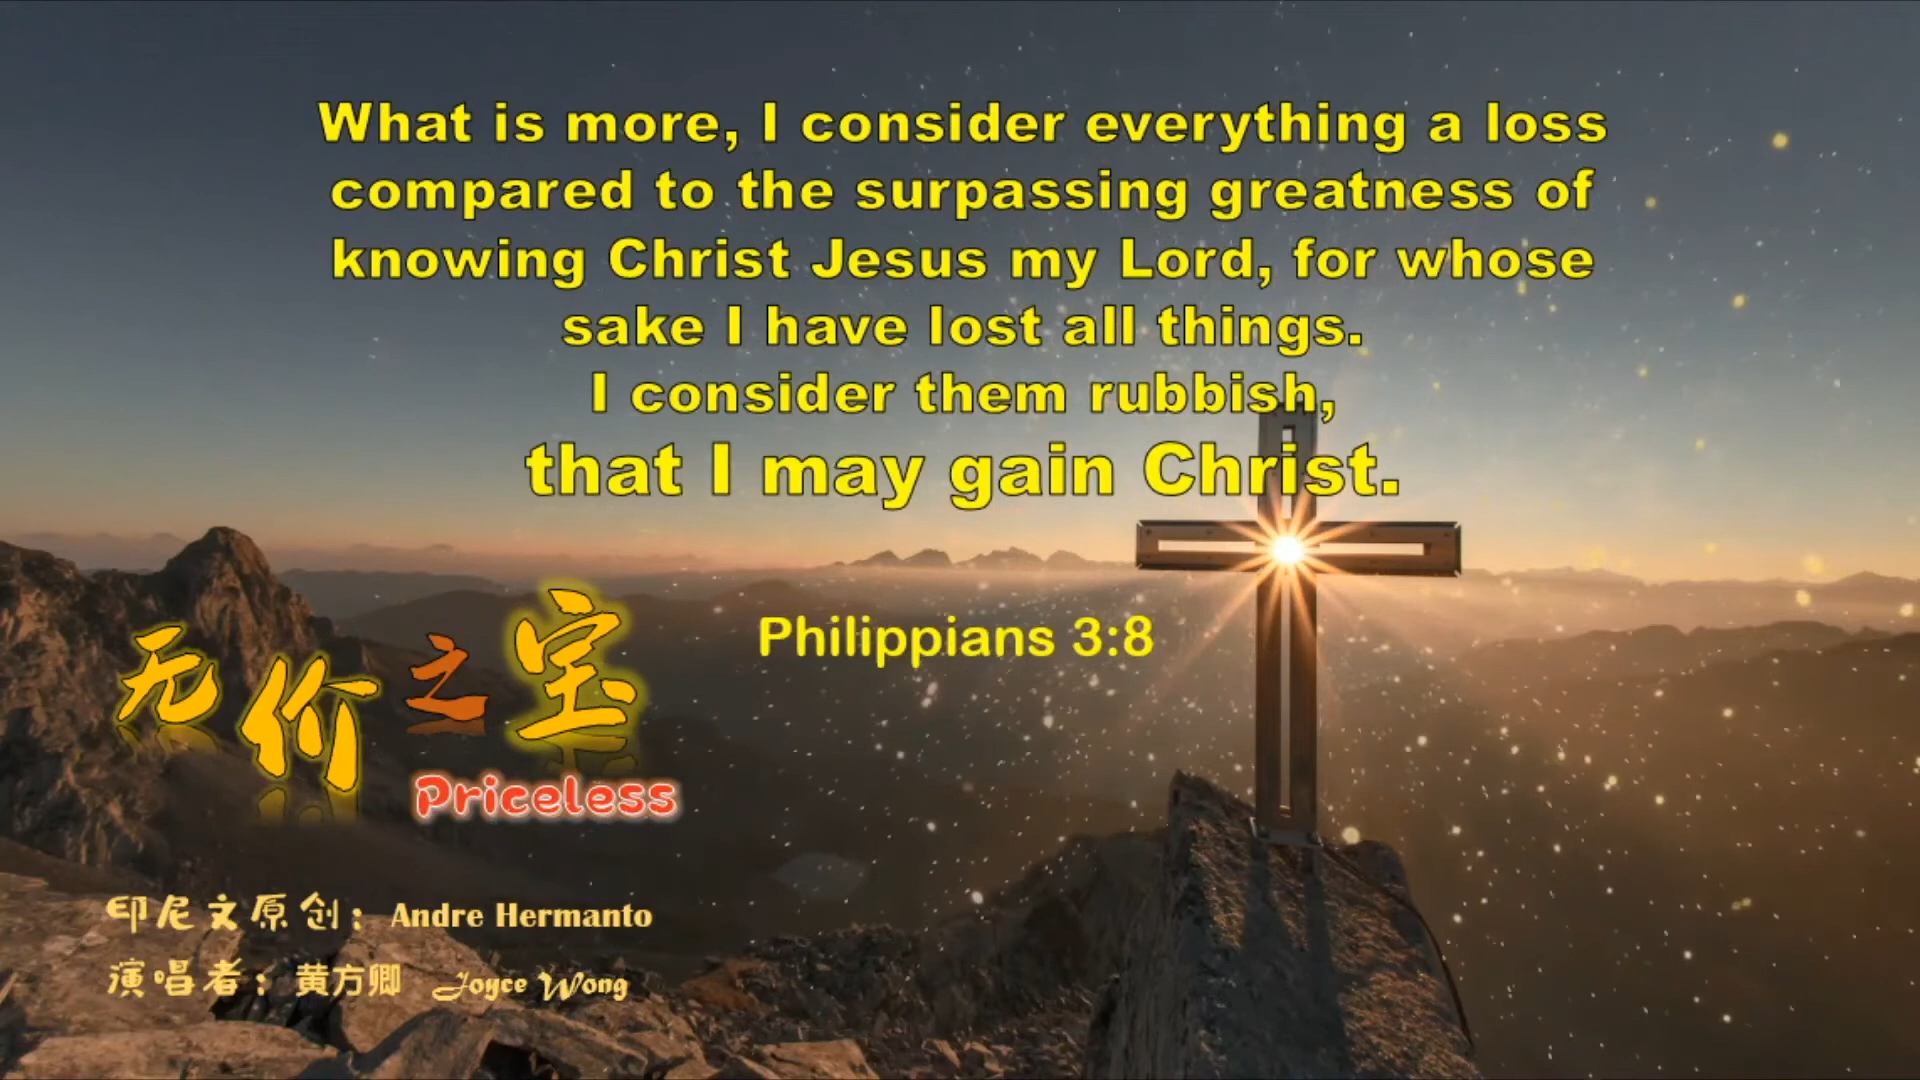 What is more, I consider everything a loss
compared to the surpassing greatness of
knowing Christ Jesus my Lord, for whose
sake I have lost all things.
I consider them rubbish,
that I may gain Christ.
Philippians 3:8
无价之宝
Priceless
印尼文原创：Andre Hermanto
演唱者：黄方卿 Joyce Wong